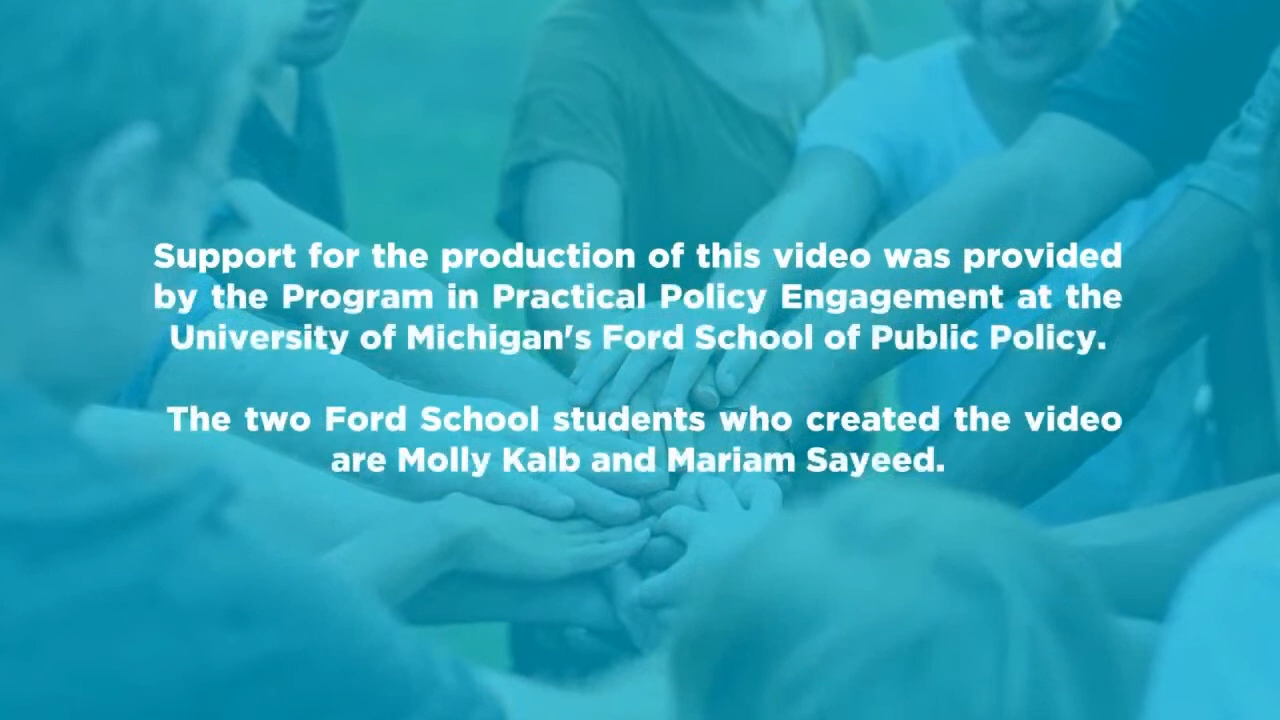 Support for the production of this video was provided
by the Program in Practical Policy Engagement at the
University of Michigan's Ford School of Public Policy.
The two Ford School students who created the video
are Molly Kalb and Mariam Sayeed.